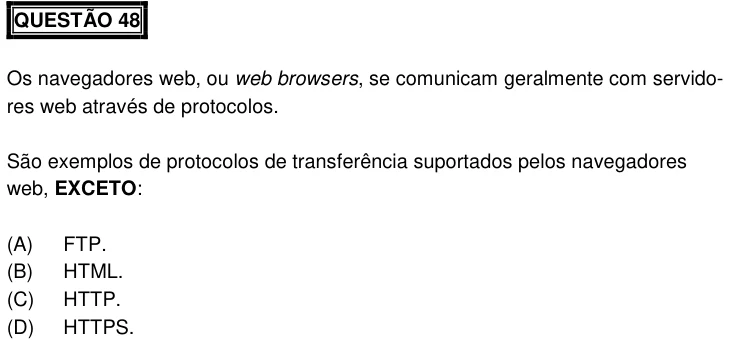 QUESTÃO 48
Os navegadores web, ou web browsers, se comunicam geralmente com servido-
res web através de protocolos.
São exemplos de protocolos de transferência suportados pelos navegadores
web, EXCETO:
(A) FTP.
(B) HTML.
(C) HTTP.
(D) HTTPS.